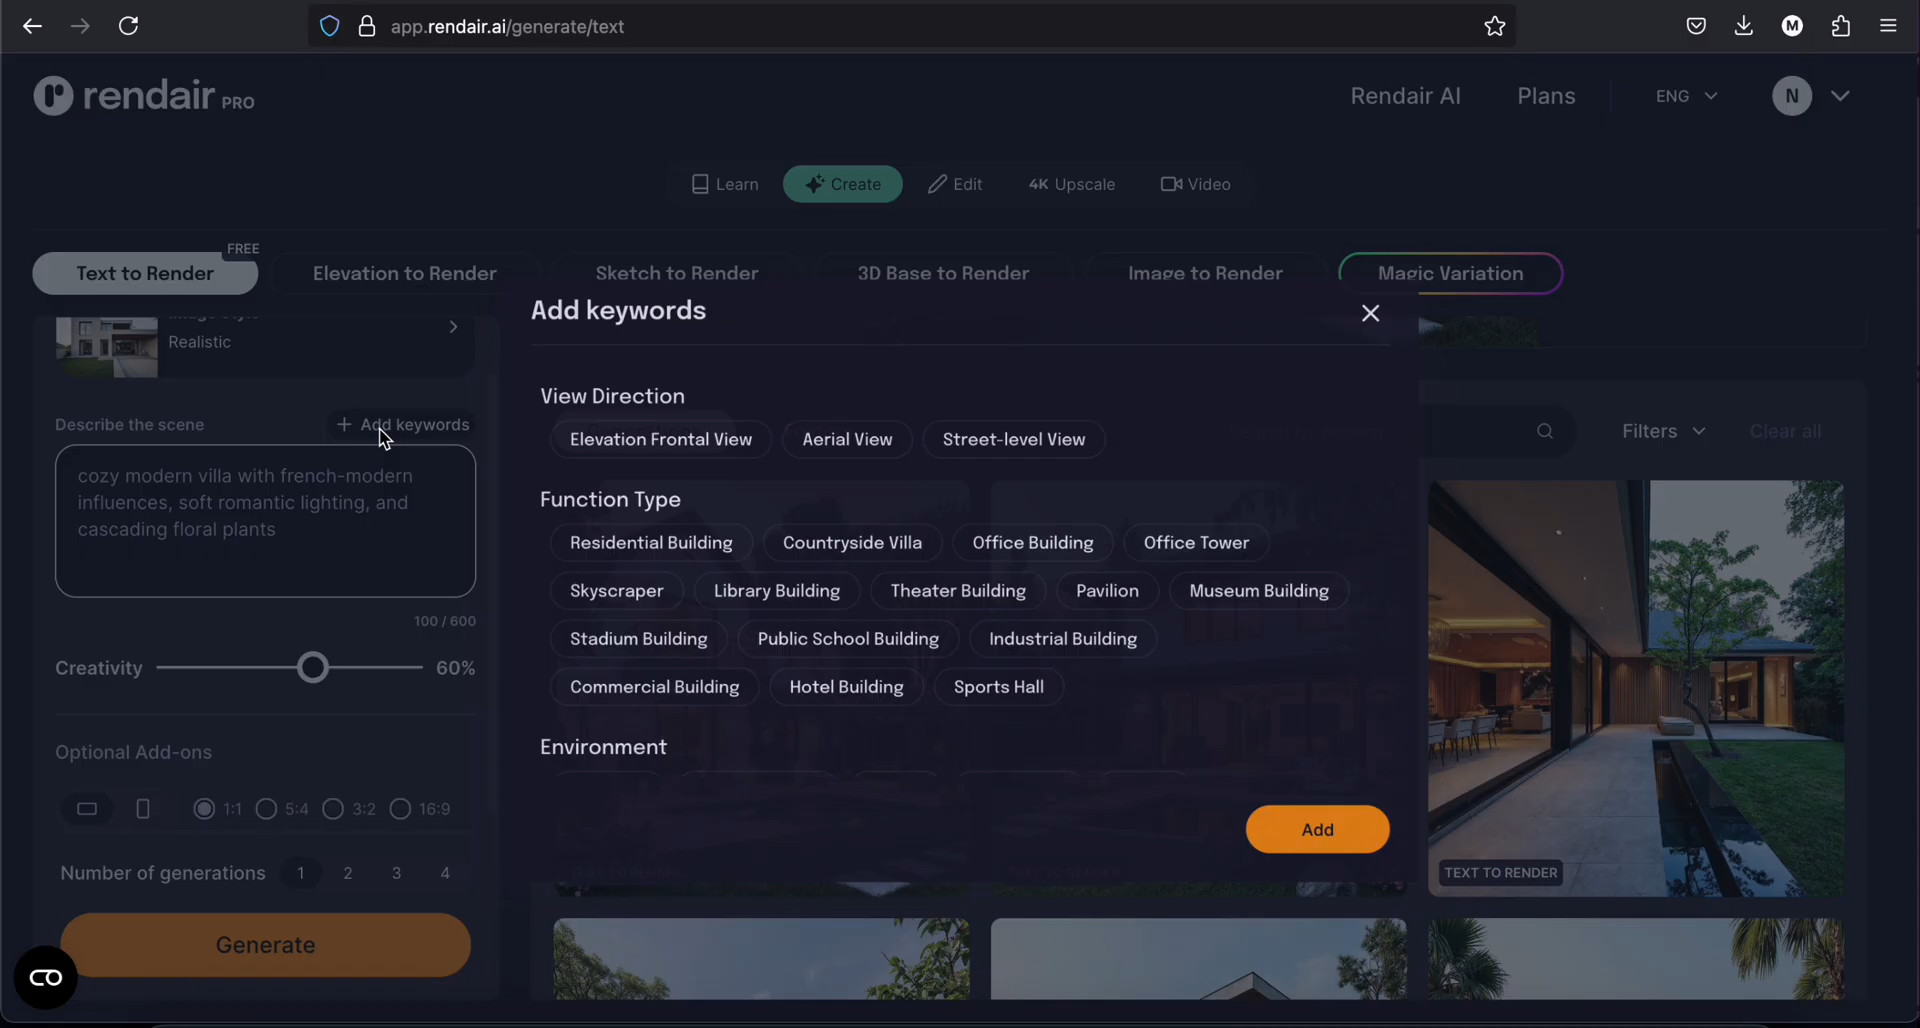 app.rendair.ai/generate/text
M
rendair PRO
Rendair AI
Plans
ENG
N
Learn
Create
Edit
4K Upscale
Video
FREE
Text to Render
Elevation to Render
Sketch to Render
3D Base to Render
Image to Render
Magic Variation
Image Style
Realistic
Describe the scene
+ Add keywords
cozy modern villa with french-modern
influences, soft romantic lighting, and
cascading floral plants
100 / 600
Creativity
60%
Optional Add-ons
1:1
5:4
3:2
16:9
Number of generations
1
2
3
4
Generate
Add keywords
View Direction
Elevation Frontal View
Aerial View
Street-level View
Function Type
Residential Building
Countryside Villa
Office Building
Office Tower
Skyscraper
Library Building
Theater Building
Pavilion
Museum Building
Stadium Building
Public School Building
Industrial Building
Commercial Building
Hotel Building
Sports Hall
Environment
Add
Filters
Clear all
TEXT TO RENDER